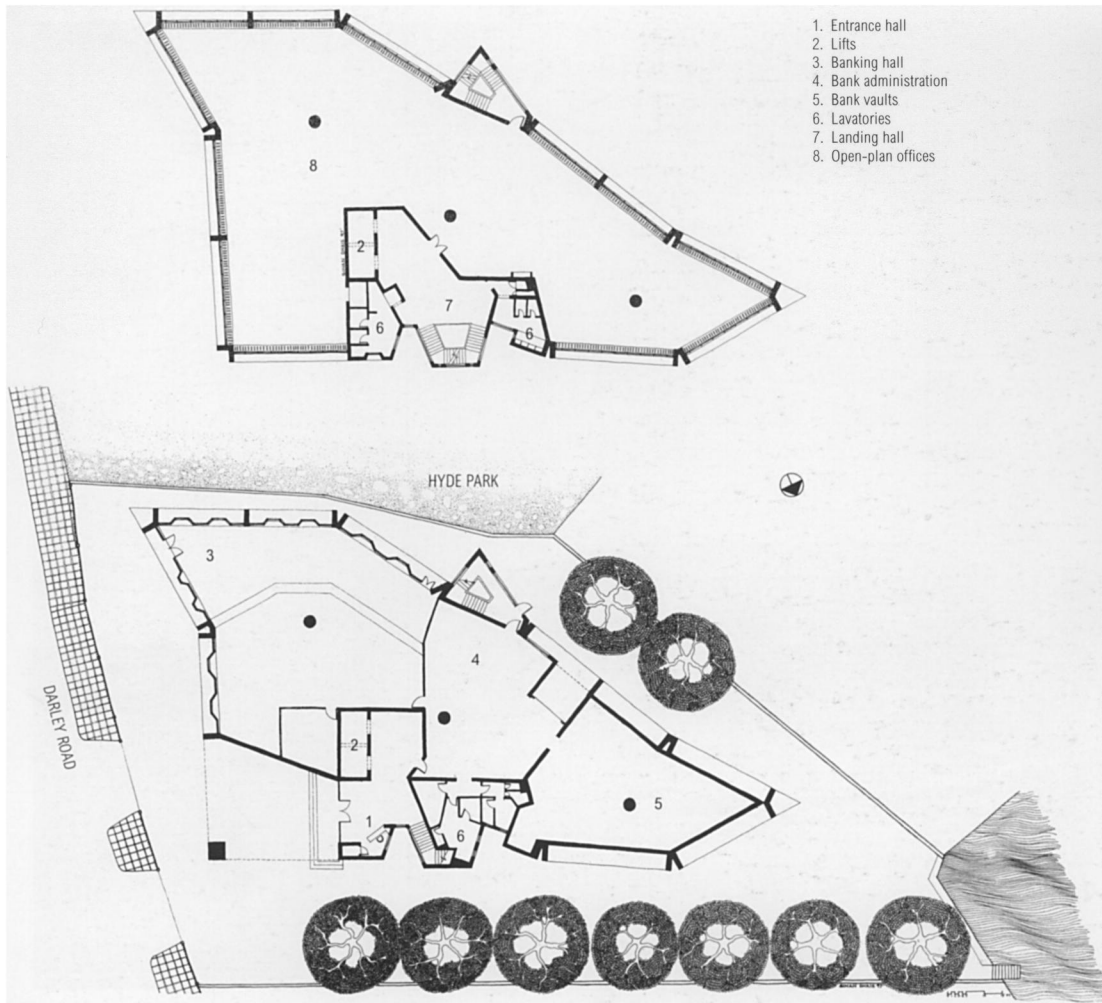 1. Entrance hall
2. Lifts
3. Banking hall
4. Bank administration
5. Bank vaults
6. Lavatories
7. Landing hall
8. Open-plan offices
8
2
7
6
6
HYDE PARK
3
4
DARLEY ROAD
2
5
1
6